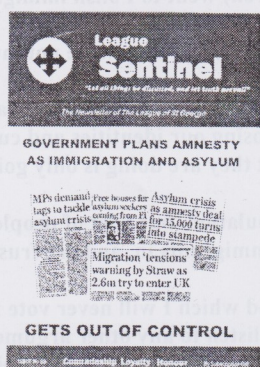 League
Sentinel
"Let all things be discussed, and let truth prevail"
The Newsletter of The League of St George
GOVERNMENT PLANS AMNESTY
AS IMMIGRATION AND ASYLUM
MPs demand
tags to tackle
asylum crisis
Free houses for
asylum seekers
coming from
Asylum crisis
as amnesty deal
for 15,000 turns
into stampede
Migration 'tensions'
warning by Straw as
2.6m try to enter UK
GETS OUT OF CONTROL
Comradeship Loyalty Honour